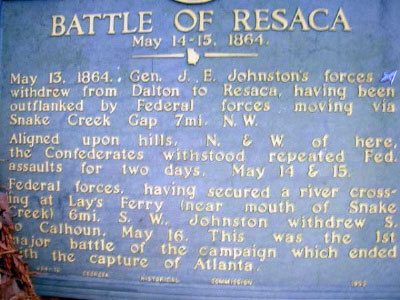 BATTLE OF RESACA
May 14-15, 1864.
May 13, 1864. Gen. J. E. Johnston's forces
withdrew from Dalton to Resaca, having been
outflanked by Federal forces moving via
Snake Creek Gap 7mi. N. W.
Aligned upon hills, N. & W. of here,
the Confederates withstood repeated Fed.
assaults for two days. May 14 & 15.
Federal forces, having secured a river cross-
ing at Lay's Ferry (near mouth of Snake
Creek) 6mi. S. W., Johnston withdrew S.
to Calhoun, May 16. This was the 1st
major battle of the campaign which ended
with the capture of Atlanta.
GEORGIA HISTORICAL COMMISSION